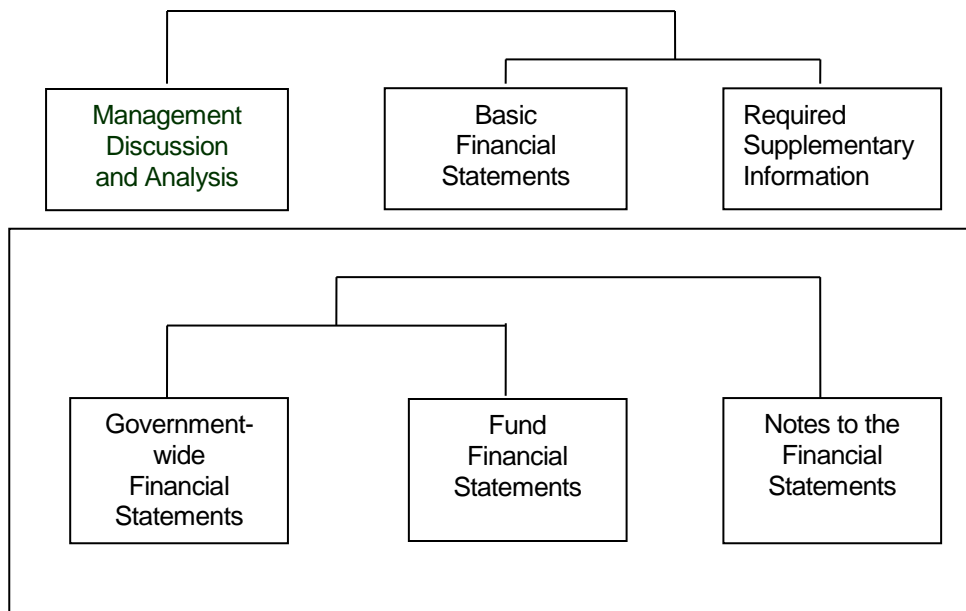 Management
Discussion
and Analysis
Basic
Financial
Statements
Required
Supplementary
Information
Government-
wide
Financial
Statements
Fund
Financial
Statements
Notes to the
Financial
Statements